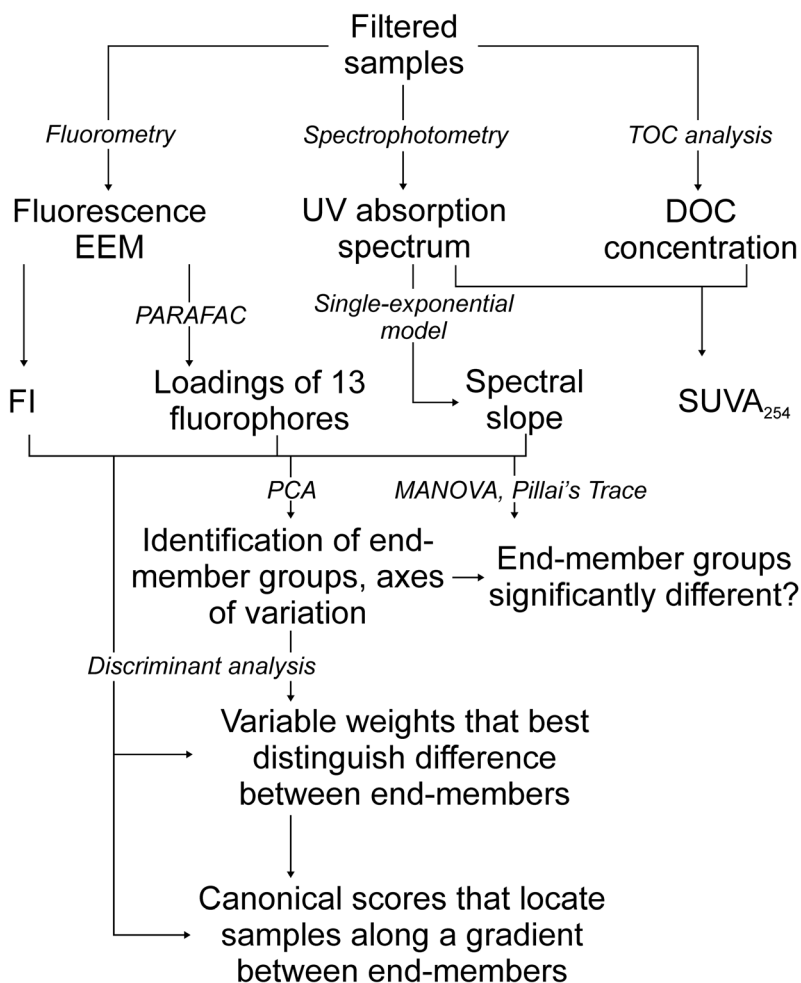 Filtered
samples
Fluorometry
Spectrophotometry
TOC analysis
Fluorescence
EEM
UV absorption
spectrum
DOC
concentration
PARAFAC
Single-exponential
model
FI
Loadings of 13
fluorophores
Spectral
slope
SUVA254
PCA
MANOVA, Pillai's Trace
Identification of end-
member groups, axes
of variation
End-member groups
significantly different?
Discriminant analysis
Variable weights that best
distinguish difference
between end-members
Canonical scores that locate
samples along a gradient
between end-members